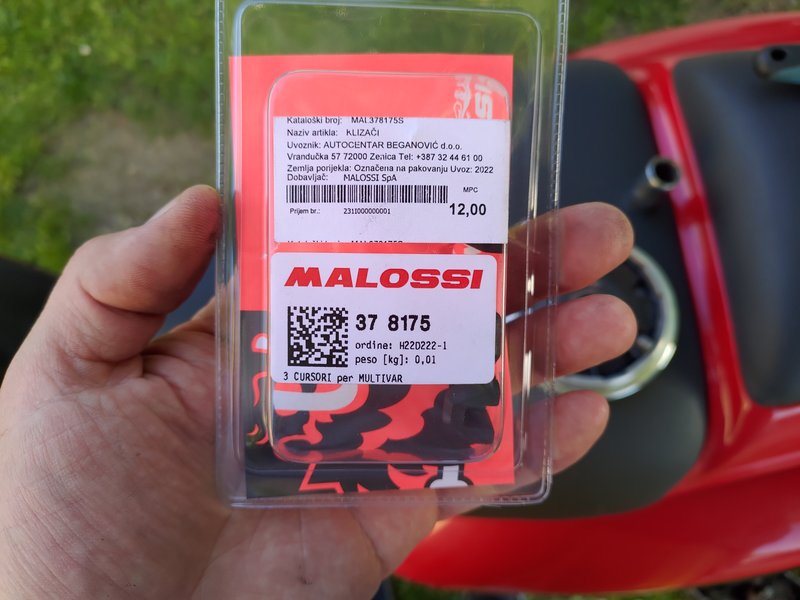 Kataloški broj: MAL378175S
Naziv artikla: KLIZAČI
Uvoznik: AUTOCENTAR BEGANOVIĆ d.o.o.
Vrandučka 57 72000 Zenica Tel: +387 32 44 61 00
Zemlja porijekla: Označena na pakovanju Uvoz: 2022
Dobavljač: MALOSSI SpA
MPC
Prijem br.: 2311000000001 12,00
MALOSSI
37 8175
ordine: H22D222-1
peso [kg]: 0,01
3 CURSORI per MULTIVAR